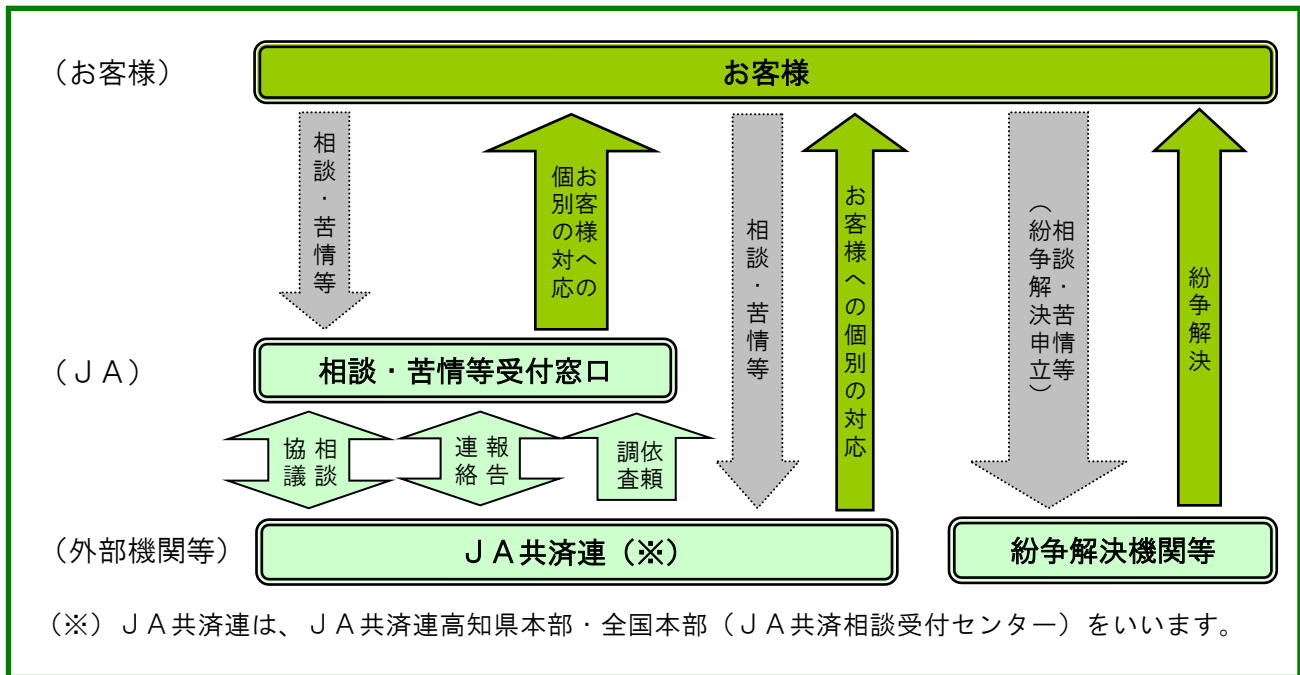 （お客様）
お客様
相談・苦情等
お客様への
個別の対応
相談・苦情等
お客様への個別の対応
相談・苦情等
（紛争解決申立）
紛争解決
（ＪＡ）
相談・苦情等受付窓口
相談
協議
報告
連絡
依頼
調査
（外部機関等）
ＪＡ共済連（※）
紛争解決機関等
（※）ＪＡ共済連は、ＪＡ共済連高知県本部・全国本部（ＪＡ共済相談受付センター）をいいます。